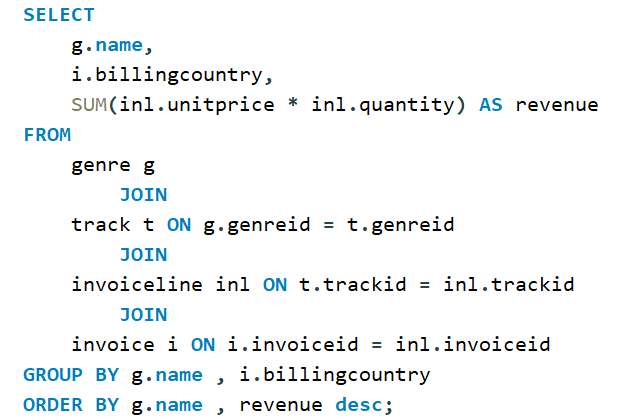 SELECT
g.name,
i.billingcountry,
SUM(inl.unitprice * inl.quantity) AS revenue
FROM
genre g
JOIN
track t ON g.genreid = t.genreid
JOIN
invoiceline inl ON t.trackid = inl.trackid
JOIN
invoice i ON i.invoiceid = inl.invoiceid
GROUP BY g.name , i.billingcountry
ORDER BY g.name , revenue desc;